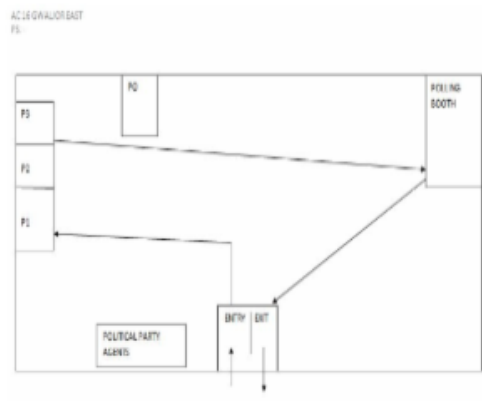 AC 16 GWALIOR EAST
PS.
PO
POLLING
BOOTH
P3
P2
P1
ENTRY EXIT
POLITICAL PARTY
AGENTS